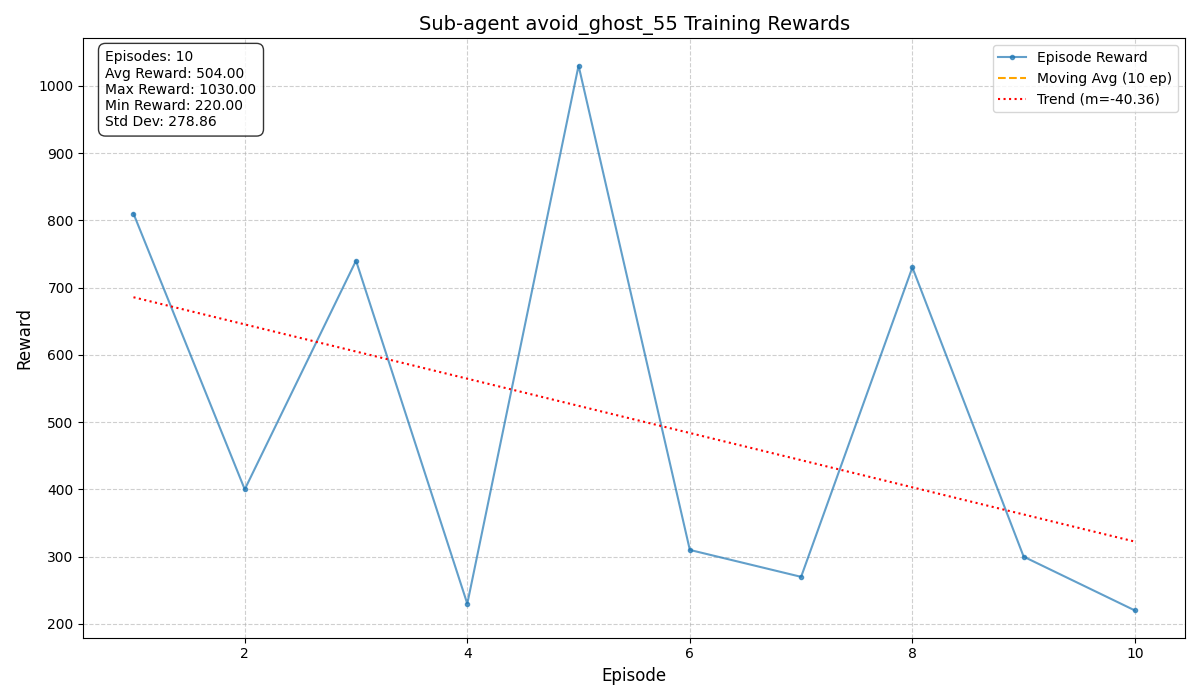 Sub-agent avoid_ghost_55 Training Rewards
Episodes: 10
Avg Reward: 504.00
Max Reward: 1030.00
Min Reward: 220.00
Std Dev: 278.86
Episode Reward
Moving Avg (10 ep)
Trend (m=-40.36)
Reward
1000
900
800
700
600
500
400
300
200
2
4
6
8
10
Episode